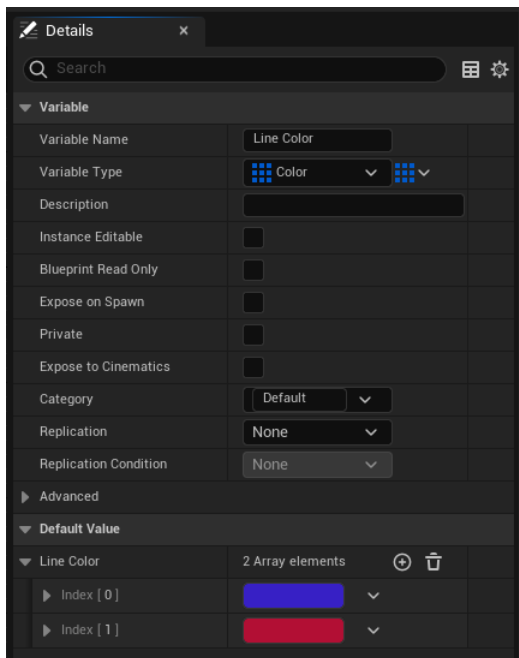 Details
Search
Variable
Variable Name Line Color
Variable Type Color
Description
Instance Editable
Blueprint Read Only
Expose on Spawn
Private
Expose to Cinematics
Category Default
Replication None
Replication Condition None
Advanced
Default Value
Line Color 2 Array elements
Index [ 0 ]
Index [ 1 ]